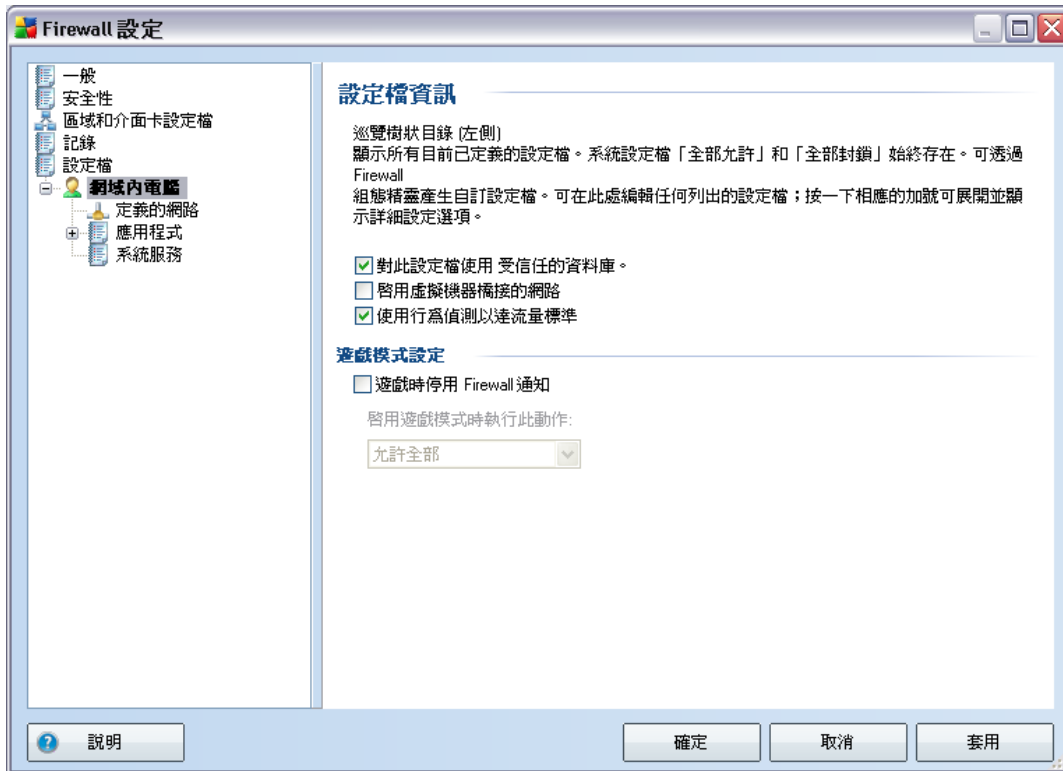 Firewall 設定
一般
安全性
區域和介面卡設定檔
記錄
設定檔
網域內電腦
定義的網路
應用程式
系統服務
設定檔資訊
巡覽樹狀目錄 (左側)
顯示所有目前已定義的設定檔。系統設定檔「全部允許」和「全部封鎖」始終存在。可透過
Firewall
組態精靈產生自訂設定檔。可在此處編輯任何列出的設定檔；按一下相應的加號可展開並顯
示詳細設定選項。
對此設定檔使用 受信任的資料庫。
啓用虛擬機器橋接的網路
使用行爲偵測以達流量標準
遊戲模式設定
遊戲時停用 Firewall 通知
啓用遊戲模式時執行此動作:
允許全部
說明
確定
取消
套用